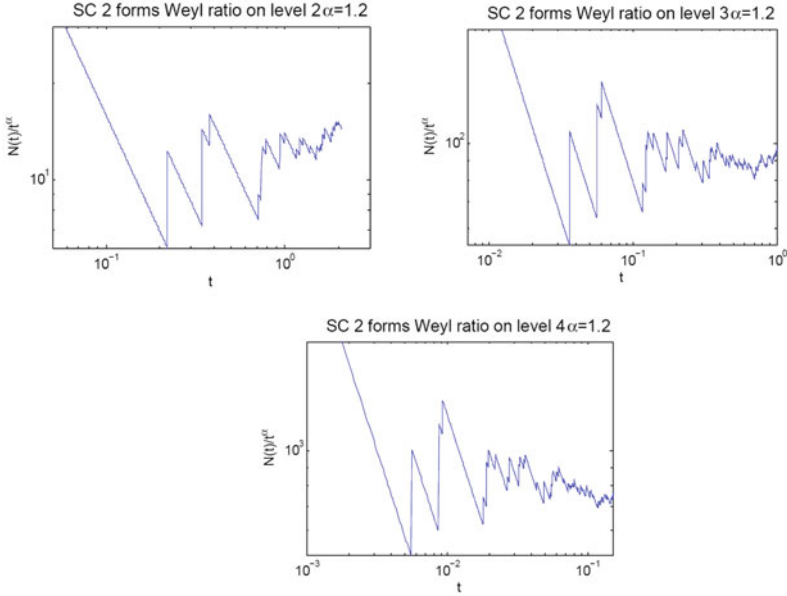 SC 2 forms Weyl ratio on level 2α=1.2
N(t)/t^α
10^1
10^-1
10^0
t
SC 2 forms Weyl ratio on level 3α=1.2
N(t)/t^α
10^2
10^-2
10^-1
10^0
t
SC 2 forms Weyl ratio on level 4α=1.2
N(t)/t^α
10^3
10^-3
10^-2
10^-1
t